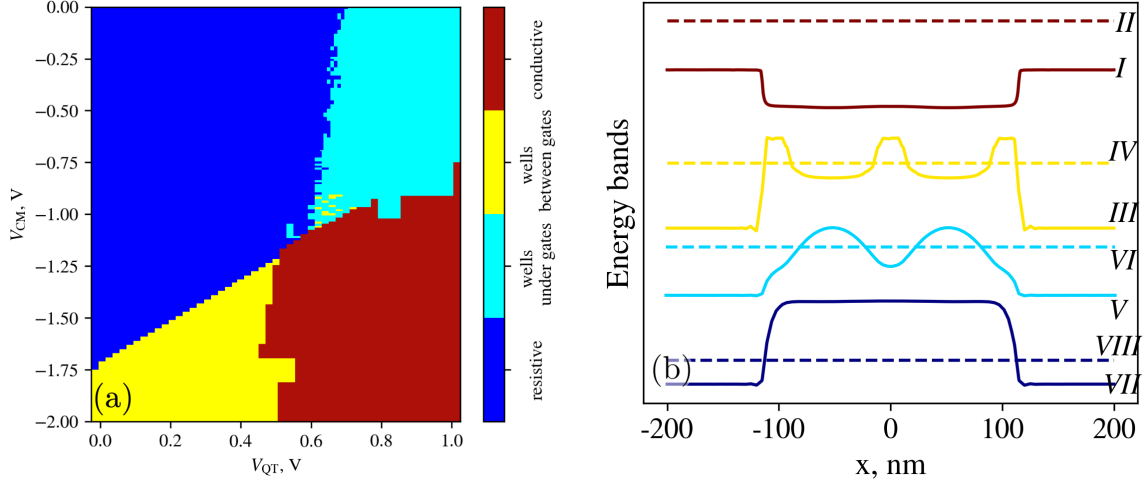 0.00
−0.25
−0.50
−0.75
−1.00
−1.25
−1.50
−1.75
−2.00
V_CM, V
(a)
0.0
0.2
0.4
0.6
0.8
1.0
V_QT, V
conductive
wells
between gates
wells
under gates
resistive
Energy bands
II
I
IV
III
VI
V
VIII
VII
(b)
-200
-100
0
100
200
x, nm